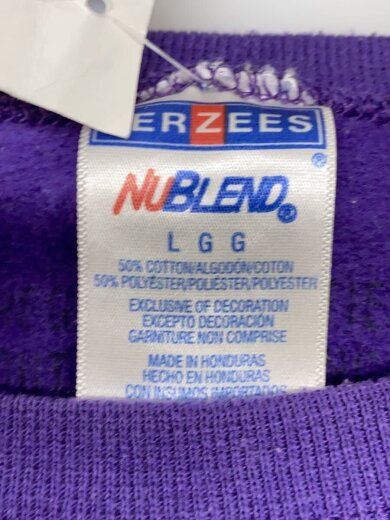 ERZEES
®
NUBLEND®
L G G
50% COTTON/ALGODÓN/COTON
50% POLYESTER/POLIÉSTER/POLYESTER
EXCLUSIVE OF DECORATION
EXCEPTO DECORACIÓN
GARNITURE NON COMPRISE
MADE IN HONDURAS
HECHO EN HONDURAS
CON INSUMOS IMPORTADOS